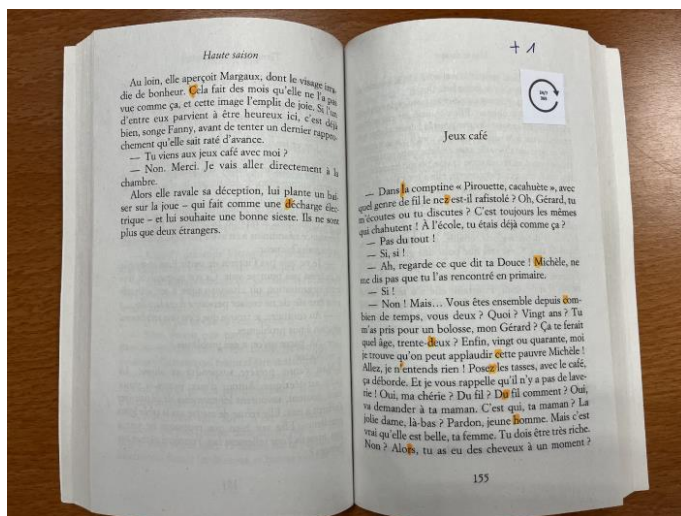 Haute saison
Au loin, elle aperçoit Margaux, dont le visage irra-
die de bonheur. Cela fait des mois qu'elle ne l'a pas
vue comme ça, et cette image l'emplit de joie. Si l'un
d'entre eux parvient à être heureux ici, c'est déjà
bien, songe Fanny, avant de tenter un dernier rappro-
chement qu'elle sait raté d'avance.
— Tu viens aux jeux café avec moi ?
— Non. Merci. Je vais aller directement à la
chambre.
Alors elle ravale sa déception, lui plante un bai-
ser sur la joue – qui fait comme une décharge élec-
trique – et lui souhaite une bonne sieste. Ils ne sont
plus que deux étrangers.
+ 1
Jeux café
— Dans la comptine « Pirouette, cacahuète », avec
quel genre de fil le nez est-il rafistolé ? Oh, Gérard, tu
m'écoutes ou tu discutes ? C'est toujours les mêmes
qui chahutent ! À l'école, tu étais déjà comme ça ?
— Pas du tout !
— Si, si !
— Ah, regarde ce que dit ta Douce ! Michèle, ne
me dis pas que tu l'as rencontré en primaire.
— Si !
— Non ! Mais… Vous êtes ensemble depuis com-
bien de temps, vous deux ? Quoi ? Vingt ans ? Tu
m'as pris pour un bolosse, mon Gérard ? Ça te ferait
quel âge, trente-deux ? Enfin, vingt ou quarante, moi
je trouve qu'on peut applaudir cette pauvre Michèle !
Allez, je n'entends rien ! Posez les tasses, avec le café,
ça déborde. Et je vous rappelle qu'il n'y a pas de lave-
rie ! Oui, ma chérie ? Du fil ? Du fil comment ? Oui,
va demander à ta maman. C'est qui, ta maman ? La
jolie dame, là-bas ? Pardon, jeune homme. Mais c'est
vrai qu'elle est belle, ta femme. Tu dois être très riche.
Non ? Alors, tu as eu des cheveux à un moment ?
155